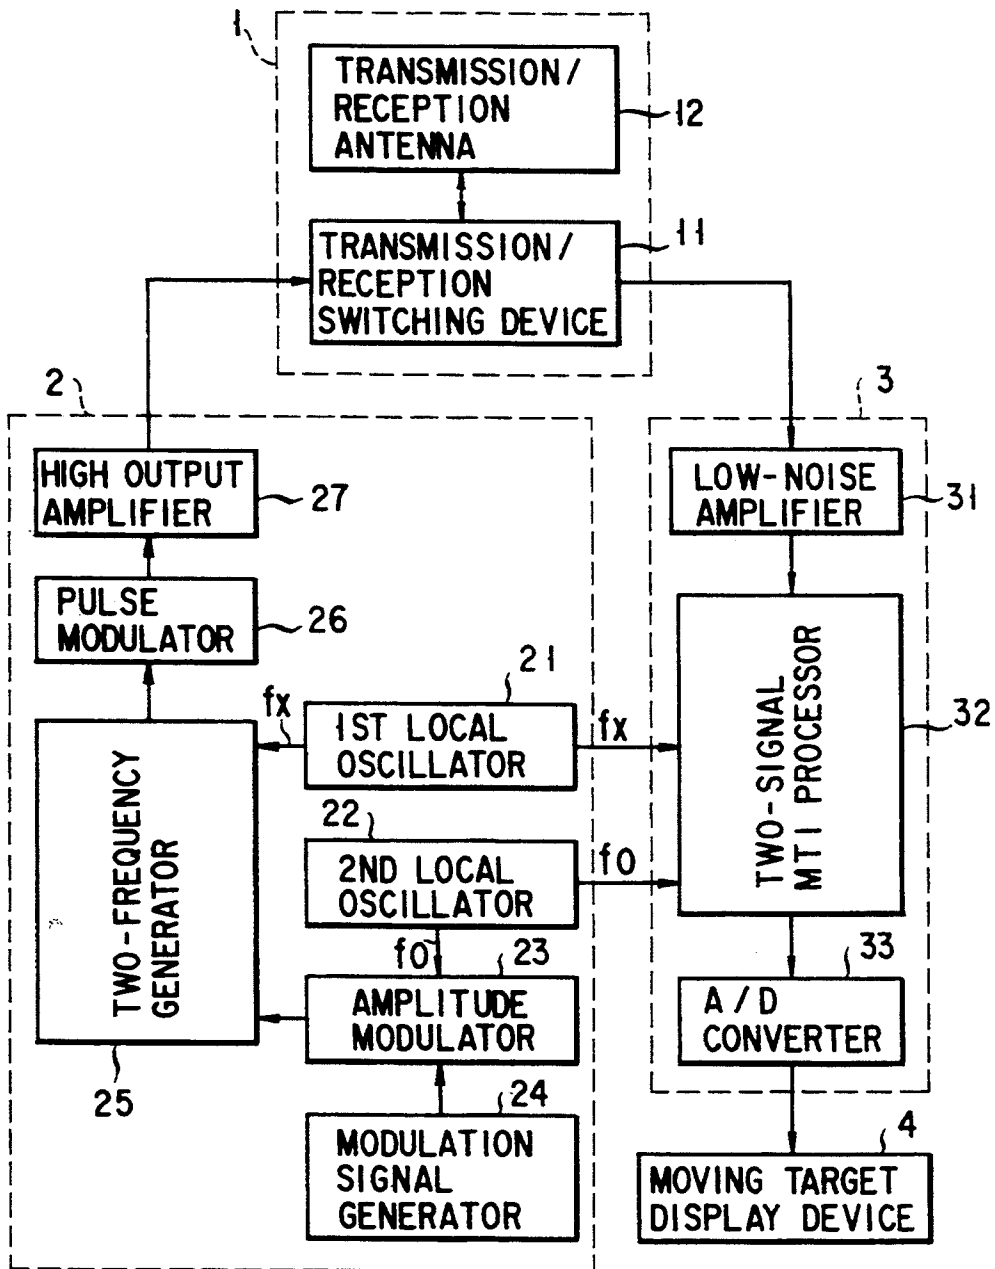 1
TRANSMISSION/
RECEPTION
ANTENNA
12
TRANSMISSION/
RECEPTION
SWITCHING DEVICE
11
2
HIGH OUTPUT
AMPLIFIER
27
PULSE
MODULATOR
26
TWO-FREQUENCY
GENERATOR
25
fx
1ST LOCAL
OSCILLATOR
21
fx
22
2ND LOCAL
OSCILLATOR
f0
f0
23
AMPLITUDE
MODULATOR
24
MODULATION
SIGNAL
GENERATOR
3
LOW-NOISE
AMPLIFIER
31
TWO-SIGNAL
MTI PROCESSOR
32
33
A/D
CONVERTER
4
MOVING TARGET
DISPLAY DEVICE